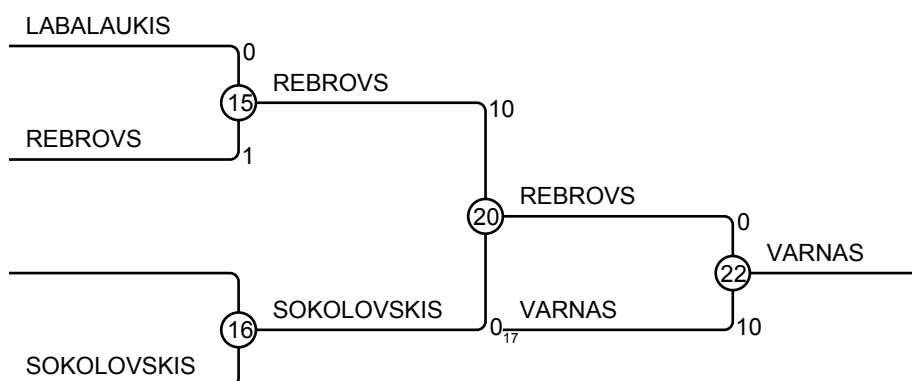 LABALAUKIS
0
15
REBROVS
10
REBROVS
1
20
REBROVS
0
22
VARNAS
16
SOKOLOVSKIS
0
17
VARNAS
10
SOKOLOVSKIS